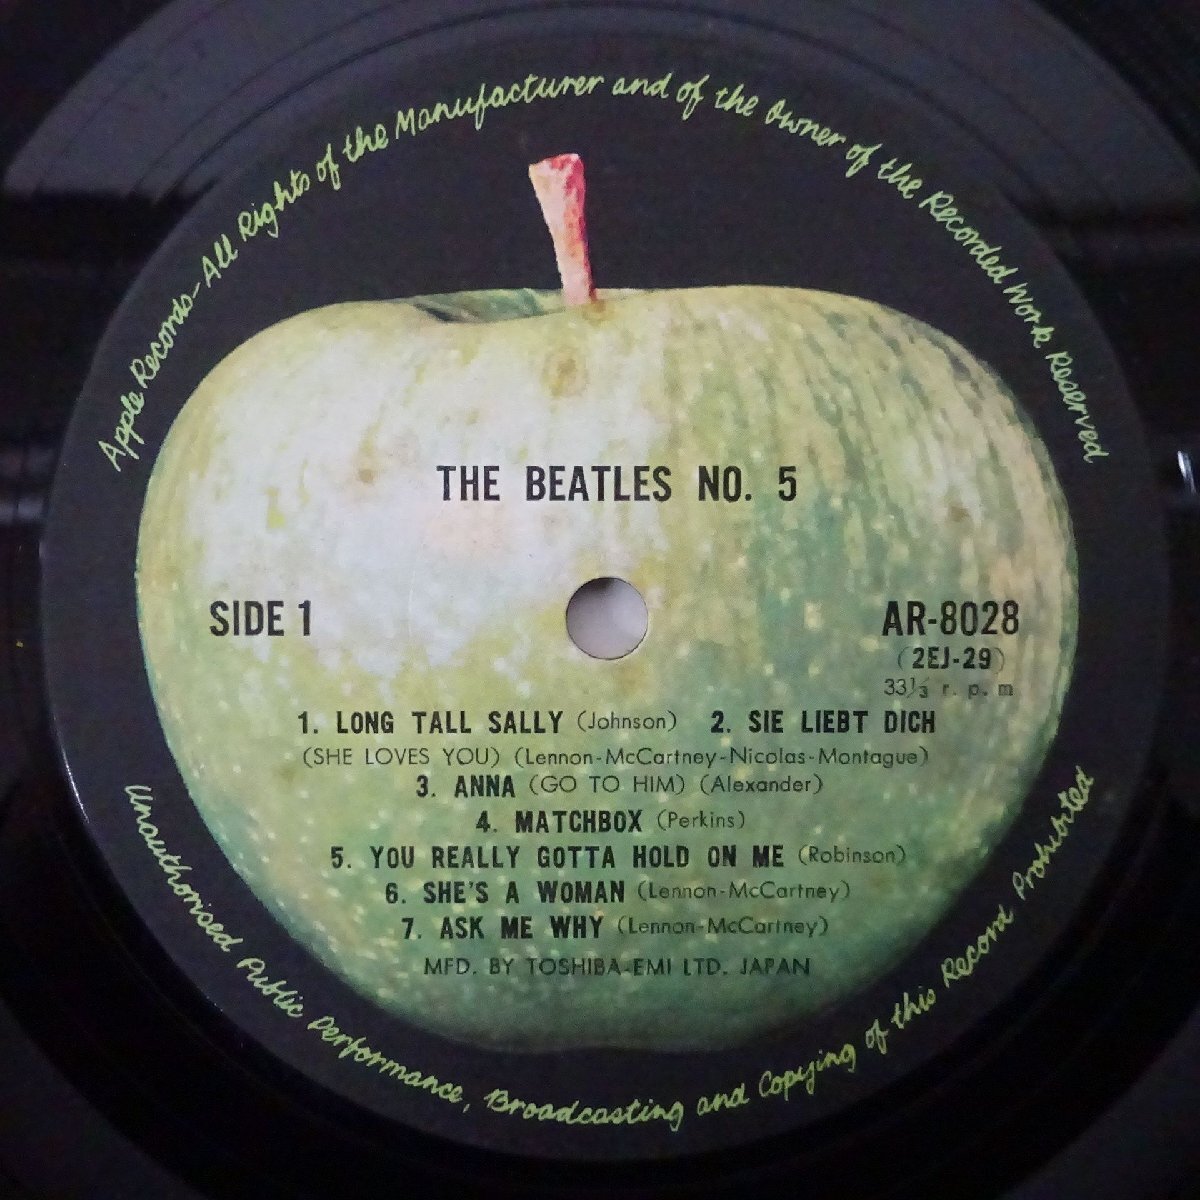 Apple Records-All Rights of the Manufacturer and of the Owner of the Recorded Work Reserved
THE BEATLES NO. 5
SIDE 1
AR-8028
(2EJ-29)
33⅓ r. p. m
1. LONG TALL SALLY (Johnson) 2. SIE LIEBT DICH
(SHE LOVES YOU) (Lennon-McCartney-Nicolas-Montague)
3. ANNA (GO TO HIM) (Alexander)
4. MATCHBOX (Perkins)
5. YOU REALLY GOTTA HOLD ON ME (Robinson)
6. SHE'S A WOMAN (Lennon-McCartney)
7. ASK ME WHY (Lennon-McCartney)
MFD. BY TOSHIBA-EMI LTD. JAPAN
Unauthorised Public Performance, Broadcasting and Copying of this Record Prohibited